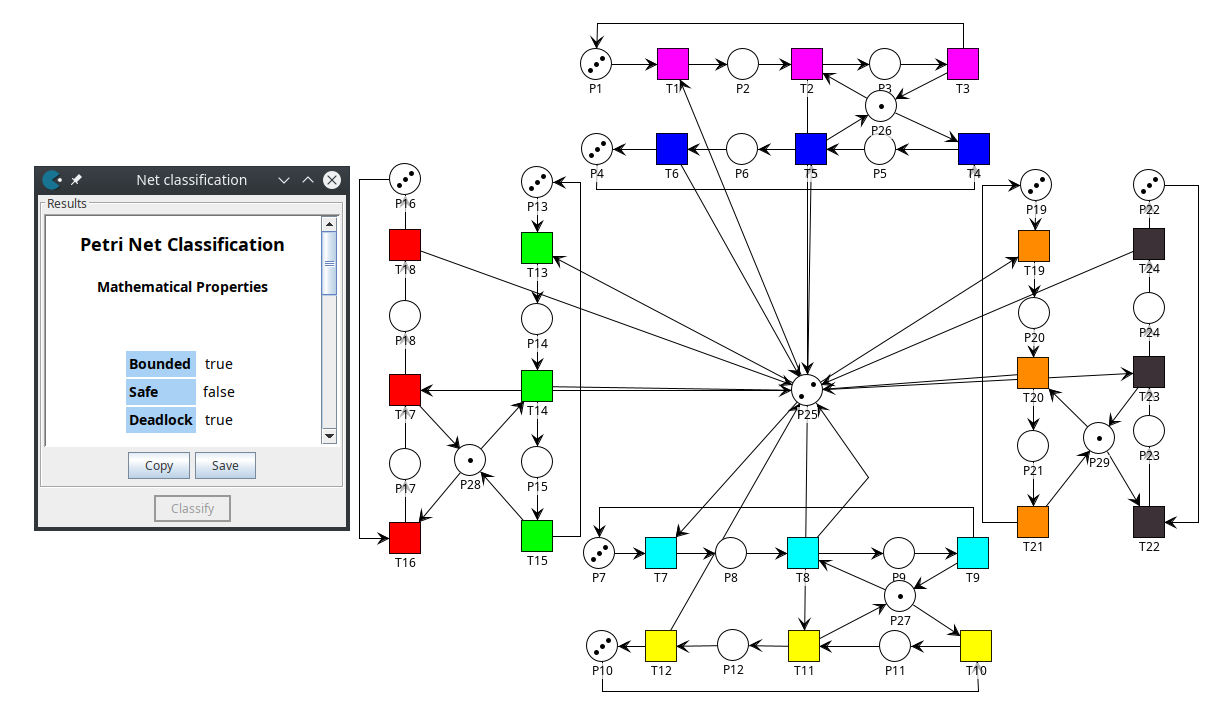 P1
T1
P2
T2
P3
T3
P26
P4
T6
P6
T5
P5
T4
Net classification
Results
Petri Net Classification
Mathematical Properties
Bounded true
Safe false
Deadlock true
Copy Save
Classify
P16
P13
T18
T13
P18
P14
T17
T14
P28
P17
P15
T16
T15
P25
P19
P22
T19
T24
P20
P24
T20
T23
P21
P29
P23
T21
T22
P7
T7
P8
T8
P9
T9
P27
P10
T12
P12
T11
P11
T10